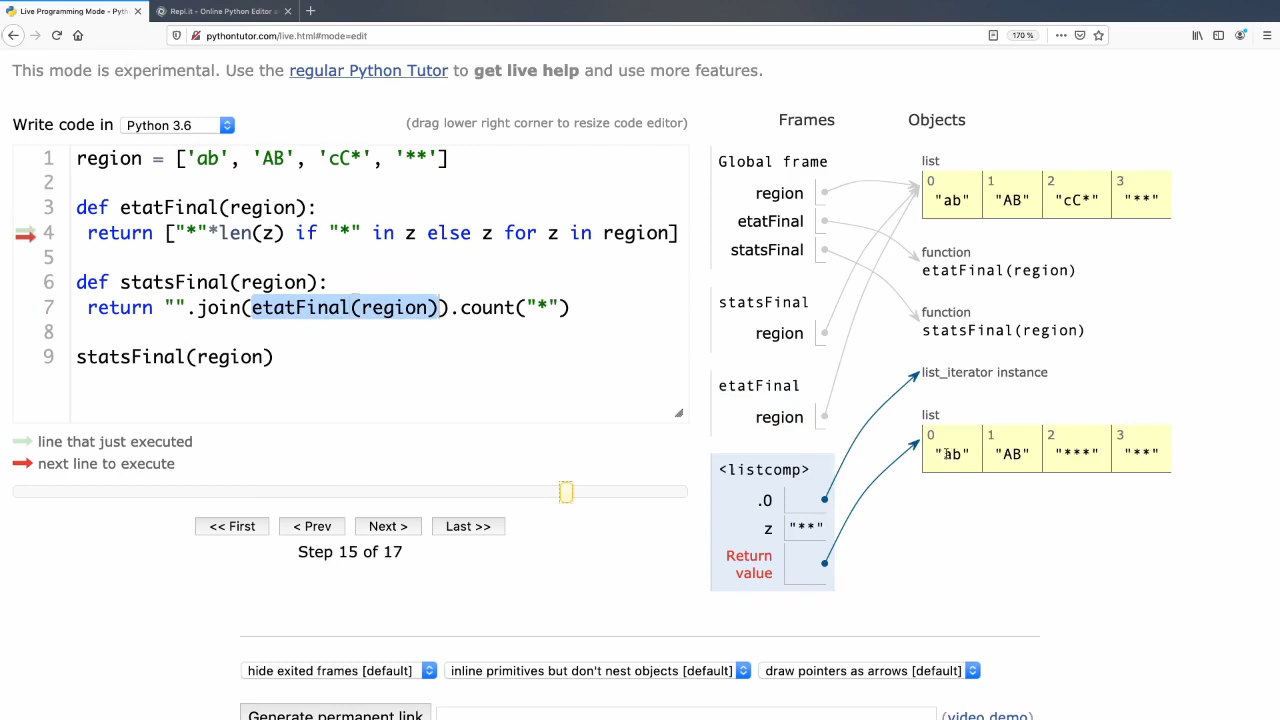 Live Programming Mode - Pyth
Repl.it - Online Python Editor a
pythontutor.com/live.html#mode=edit
170 %
This mode is experimental. Use the regular Python Tutor to get live help and use more features.
Write code in Python 3.6
(drag lower right corner to resize code editor)
1 region = ['ab', 'AB', 'cC*', '**']
2
3 def etatFinal(region):
4 return ["*"*len(z) if "*" in z else z for z in region]
5
6 def statsFinal(region):
7 return "".join(etatFinal(region)).count("*")
8
9 statsFinal(region)
line that just executed
next line to execute
<< First
< Prev
Next >
Last >>
Step 15 of 17
Frames
Objects
Global frame
region
etatFinal
statsFinal
statsFinal
region
etatFinal
region
<listcomp>
.0
z "**"
Return
value
list
0 1 2 3
"ab" "AB" "cC*" "**"
function
etatFinal(region)
function
statsFinal(region)
list_iterator instance
list
0 1 2 3
"ab" "AB" "***" "**"
hide exited frames [default]
inline primitives but don't nest objects [default]
draw pointers as arrows [default]
Generate permanent link
(video demo)